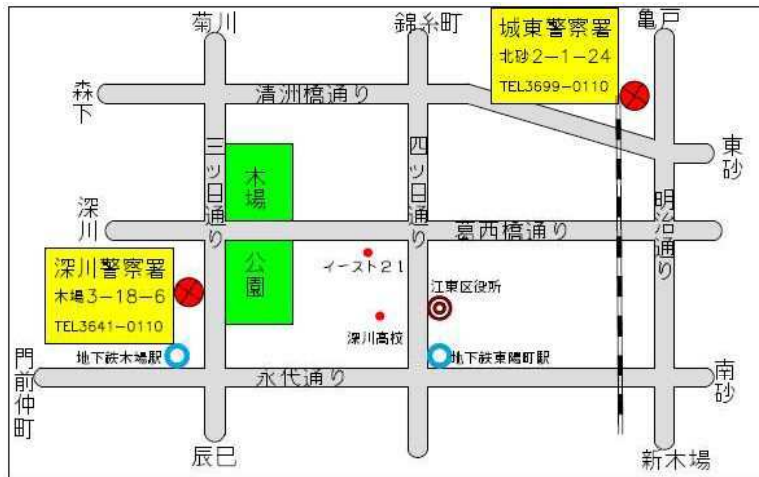 菊川
錦糸町
亀戸
城東警察署
北砂2-1-24
TEL3699-0110
森下
清洲橋通り
東砂
三ッ目通り
四ッ目通り
明治通り
木場
公園
深川
葛西橋通り
深川警察署
木場3-18-6
TEL3641-0110
イースト21
江東区役所
深川高校
地下鉄木場駅
地下鉄東陽町駅
門前仲町
永代通り
南砂
辰巳
新木場